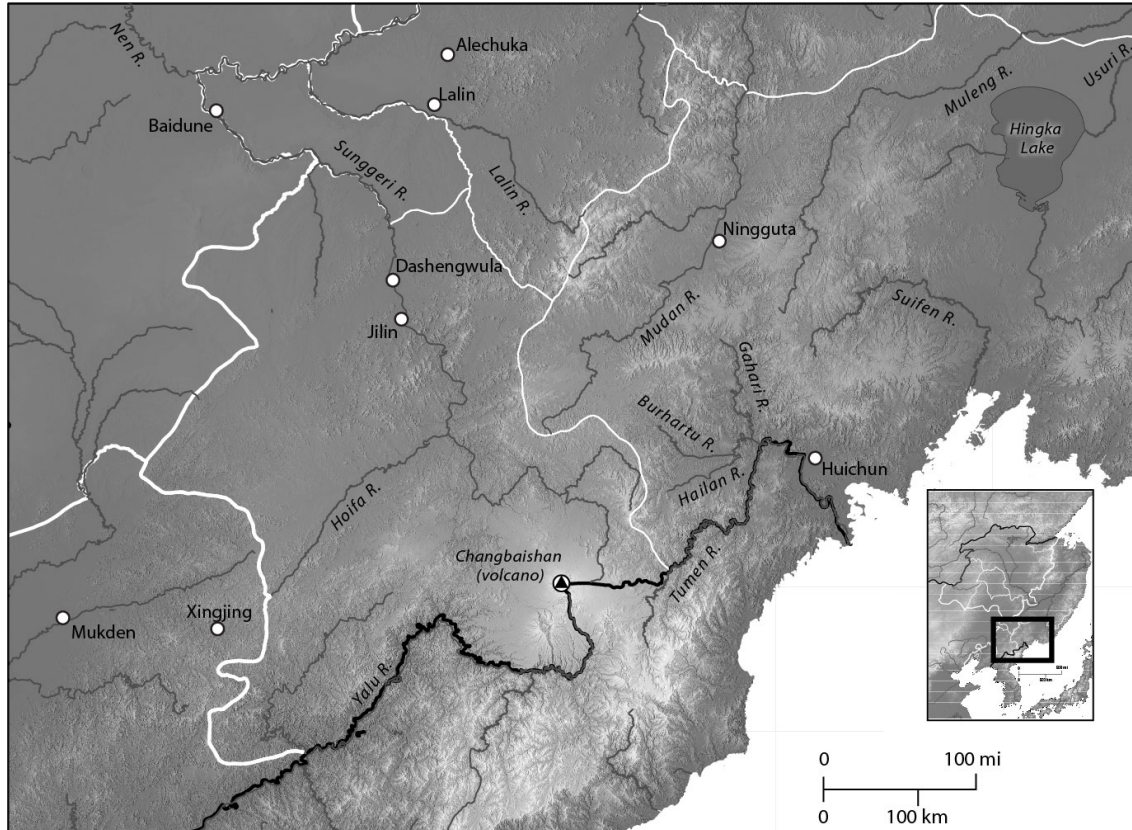 Nen R.
Alechuka
Lalin
Baidune
Sunggeri R.
Lalin R.
Muleng R.
Usuri R.
Hingka
Lake
Ningguta
Dashengwula
Jilin
Mudan R.
Suifen R.
Gahari R.
Burhartu R.
Hailan R.
Huichun
Hoifa R.
Changbaishan
(volcano)
Tumen R.
Mukden
Xingjing
Yalu R.
0
100 mi
0
100 km